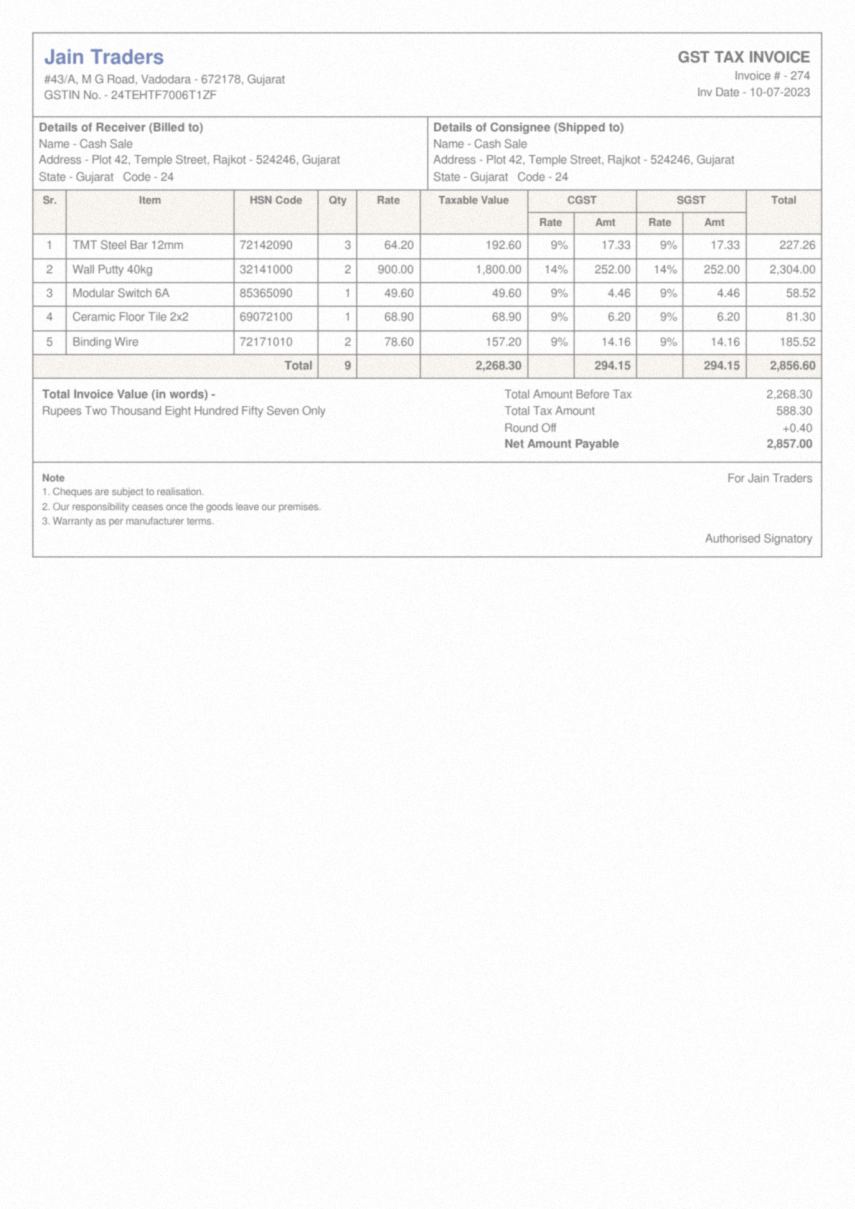 Jain Traders
#43/A, M G Road, Vadodara - 672178, Gujarat
GSTIN No. - 24TEHTF7006T1ZF
GST TAX INVOICE
Invoice # - 274
Inv Date - 10-07-2023
Details of Receiver (Billed to)
Name - Cash Sale
Address - Plot 42, Temple Street, Rajkot - 524246, Gujarat
State - Gujarat Code - 24
Details of Consignee (Shipped to)
Name - Cash Sale
Address - Plot 42, Temple Street, Rajkot - 524246, Gujarat
State - Gujarat Code - 24
Sr. Item HSN Code Qty Rate Taxable Value CGST SGST Total
Rate Amt Rate Amt
1 TMT Steel Bar 12mm 72142090 3 64.20 192.60 9% 17.33 9% 17.33 227.26
2 Wall Putty 40kg 32141000 2 900.00 1,800.00 14% 252.00 14% 252.00 2,304.00
3 Modular Switch 6A 85365090 1 49.60 49.60 9% 4.46 9% 4.46 58.52
4 Ceramic Floor Tile 2x2 69072100 1 68.90 68.90 9% 6.20 9% 6.20 81.30
5 Binding Wire 72171010 2 78.60 157.20 9% 14.16 9% 14.16 185.52
Total 9 2,268.30 294.15 294.15 2,856.60
Total Invoice Value (in words) -
Rupees Two Thousand Eight Hundred Fifty Seven Only
Total Amount Before Tax 2,268.30
Total Tax Amount 588.30
Round Off +0.40
Net Amount Payable 2,857.00
Note
1. Cheques are subject to realisation.
2. Our responsibility ceases once the goods leave our premises.
3. Warranty as per manufacturer terms.
For Jain Traders
Authorised Signatory